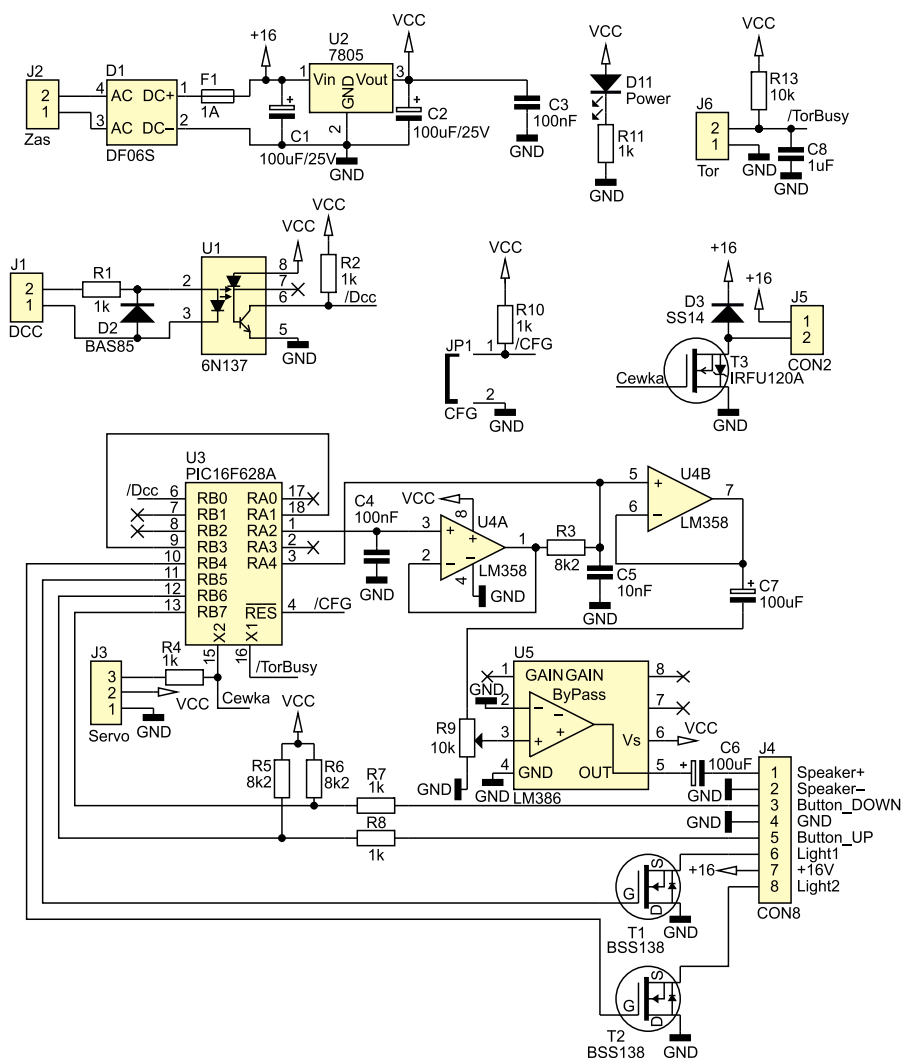 VCC
+16
U2
7805
J2
2
1
Zas
D1
4 AC DC+ 1
3 AC DC− 2
DF06S
F1
1A
1 Vin Vout 3
GND
2
C1
100uF/25V
GND
C2
100uF/25V
C3
100nF
GND
VCC
D11
Power
R11
1k
GND
VCC
R13
10k
/TorBusy
J6
2
1
Tor
GND
C8
1uF
GND
J1
2
1
DCC
R1
1k
D2
BAS85
U1
2
3
8
7
6
5
6N137
VCC
VCC
R2
1k
/Dcc
GND
VCC
R10
1k
/CFG
JP1
1
2
CFG
GND
+16
+16
D3
SS14
J5
1
2
CON2
T3
IRFU120A
Cewka
GND
U3
PIC16F628A
/Dcc 6 RB0 RA0 17
7 RB1 RA1 18
8 RB2 RA2 1
9 RB3 RA3 2
10 RB4 RA4 3
11 RB5
12 RB6
13 RB7 RES 4 /CFG
X2 X1
15 16
/TorBusy
Cewka
C4
100nF
GND
VCC
8
3
2
1
4
U4A
LM358
GND
R3
8k2
C5
10nF
GND
5
6
7
U4B
LM358
C7
100uF
J3
3
2
1
Servo
R4
1k
VCC
GND
VCC
R5
8k2
R6
8k2
R7
1k
R8
1k
R9
10k
GND
U5
1 GAIN GAIN 8
GND 2 ByPass 7
3 Vs 6 VCC
4 GND OUT 5
GND
LM386
C6
100uF
J4
1 Speaker+
GND 2 Speaker−
3 Button_DOWN
GND 4 GND
5 Button_UP
6 Light1
+16 7 +16V
8 Light2
CON8
S
G
D
T1
BSS138
GND
S
G
D
T2
BSS138
GND